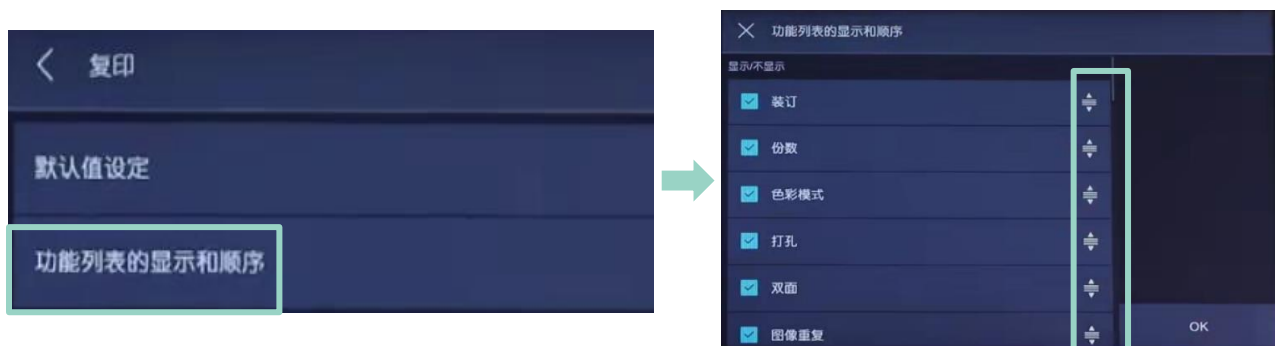 复印
默认值设定
功能列表的显示和顺序
功能列表的显示和顺序
显示/不显示
装订
份数
色彩模式
打孔
双面
图像重复
OK